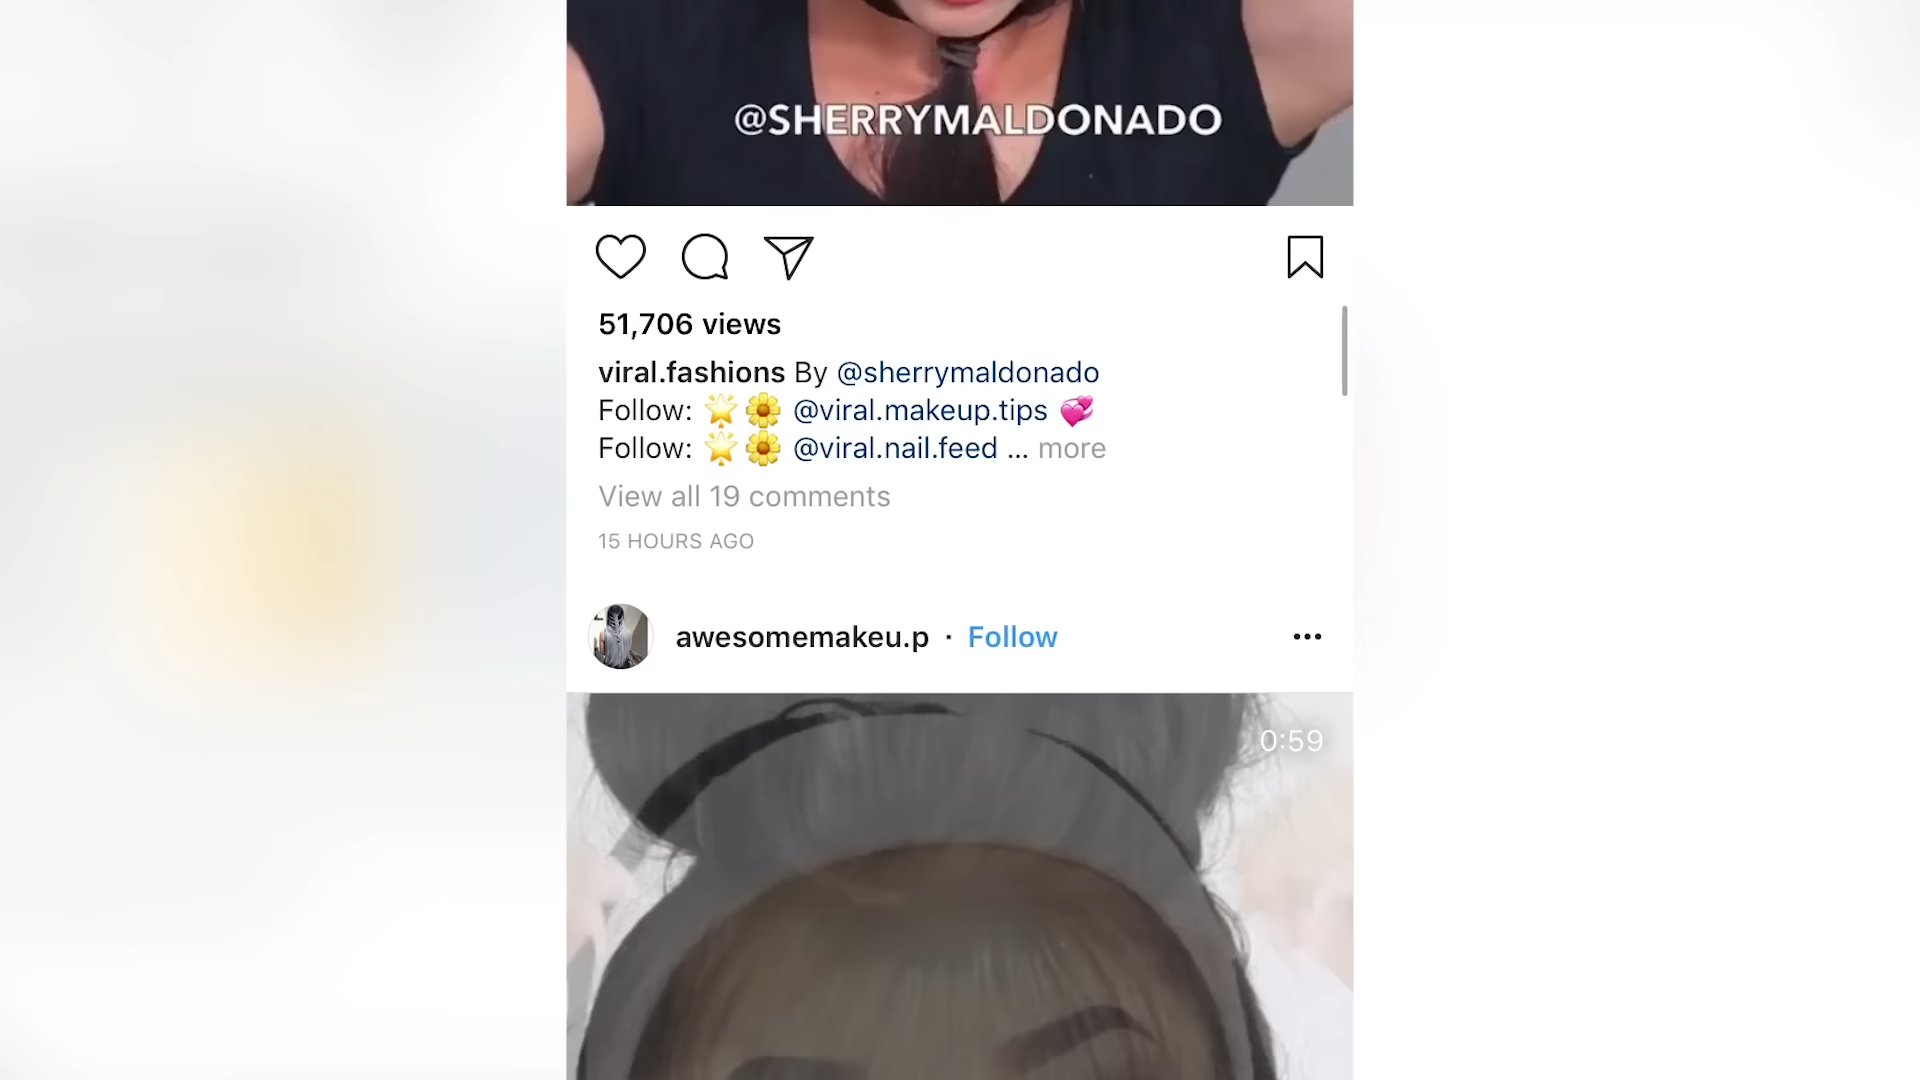 @SHERRYMALDONADO
51,706 views
viral.fashions By @sherrymaldonado
Follow: 🌟🌼 @viral.makeup.tips 💞
Follow: 🌟🌼 @viral.nail.feed ... more
View all 19 comments
15 HOURS AGO
awesomemakeu.p · Follow
0:59